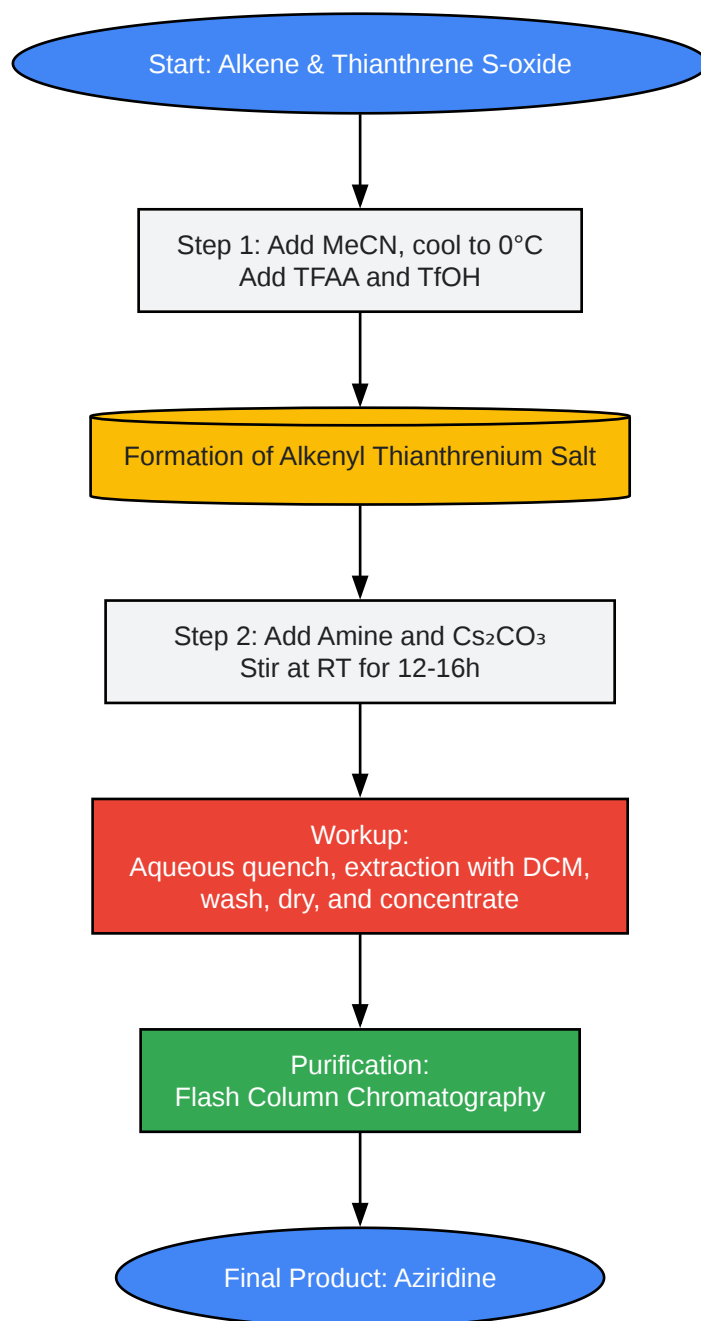 Start: Alkene & Thianthrene S-oxide
Step 1: Add MeCN, cool to 0°C
Add TFAA and TfOH
Formation of Alkenyl Thianthrenium Salt
Step 2: Add Amine and Cs₂CO₃
Stir at RT for 12-16h
Workup:
Aqueous quench, extraction with DCM,
wash, dry, and concentrate
Purification:
Flash Column Chromatography
Final Product: Aziridine